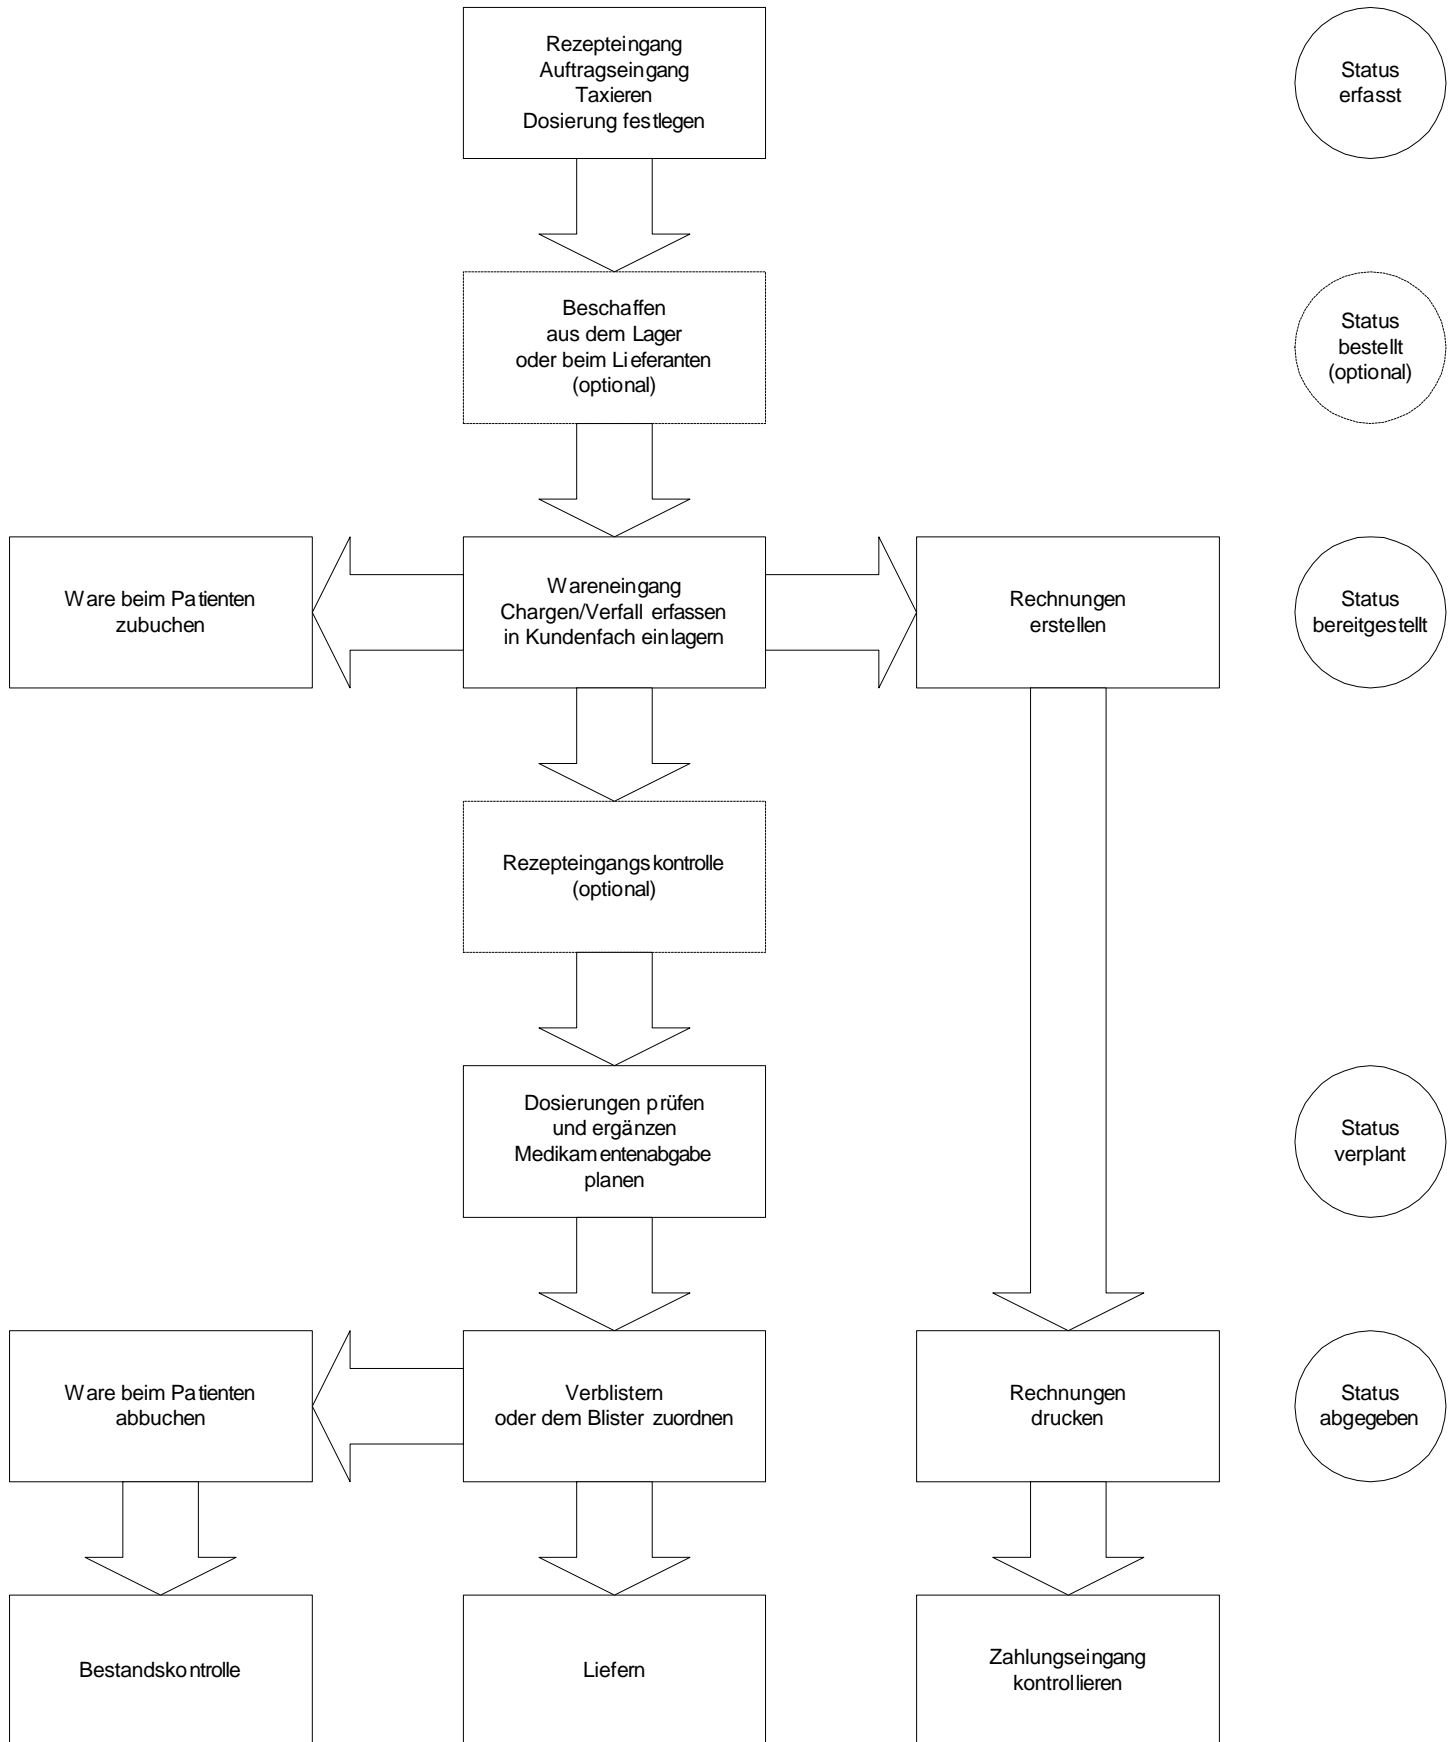 Rezepteingang
Auftragseingang
Taxieren
Dosierung festlegen
Status
erfasst
Beschaffen
aus dem Lager
oder beim Lieferanten
(optional)
Status
bestellt
(optional)
Ware beim Patienten
zubuchen
Wareneingang
Chargen/Verfall erfassen
in Kundenfach einlagern
Rechnungen
erstellen
Status
bereitgestellt
Rezepteingangskontrolle
(optional)
Dosierungen prüfen
und ergänzen
Medikamentenabgabe
planen
Status
verplant
Ware beim Patienten
abbuchen
Verblistern
oder dem Blister zuordnen
Rechnungen
drucken
Status
abgegeben
Bestandskontrolle
Liefern
Zahlungseingang
kontrollieren